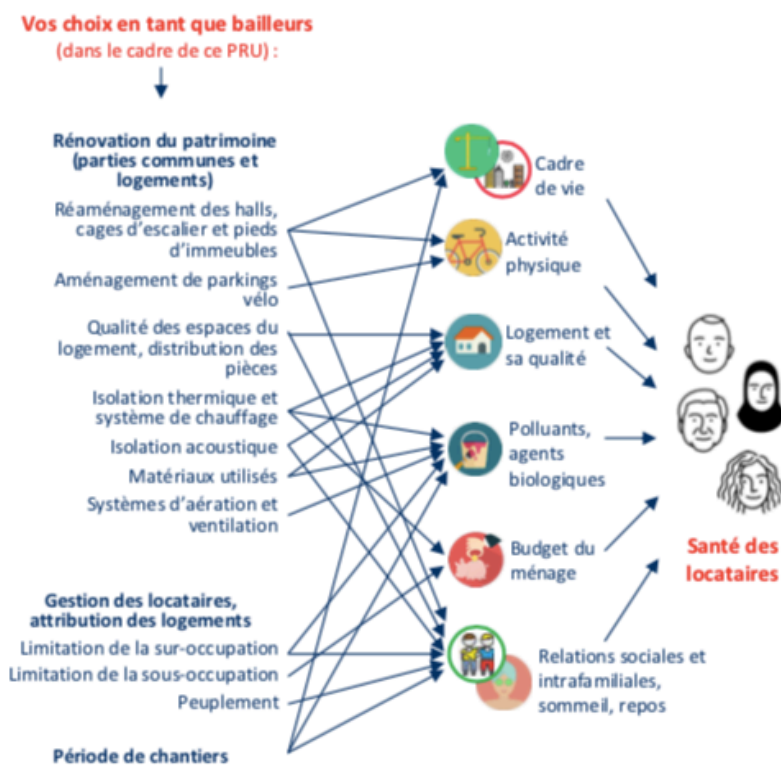 Vos choix en tant que bailleurs
(dans le cadre de ce PRU) :
Rénovation du patrimoine
(parties communes et
logements)
Réaménagement des halls,
cages d'escalier et pieds
d'immeubles
Aménagement de parkings
vélo
Qualité des espaces du
logement, distribution des
pièces
Isolation thermique et
système de chauffage
Isolation acoustique
Matériaux utilisés
Systèmes d'aération et
ventilation
Gestion des locataires,
attribution des logements
Limitation de la sur-occupation
Limitation de la sous-occupation
Peuplement
Période de chantiers
Cadre
de vie
Activité
physique
Logement et
sa qualité
Polluants,
agents
biologiques
Budget du
ménage
Relations sociales et
intrafamiliales,
sommeil, repos
Santé des
locataires